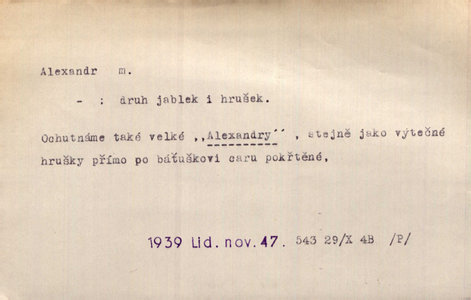 Alexandr m.
- : druh jablek i hrušek.
Ochutnáme také velké ,,Alexandry´´ , stejně jako výtečné
hrušky přímo po báťuškovi caru pokřtěné,
1939 Lid. nov. 47. 543 29/X 4B /P/